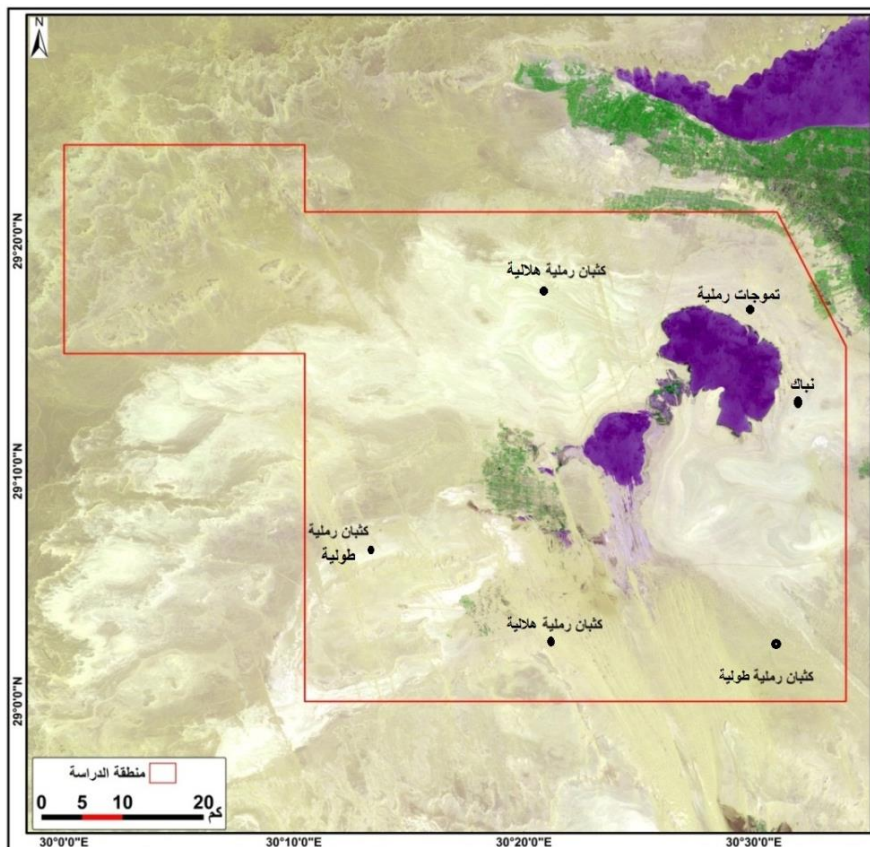 N
29°20'0"N
كثبان رملية هلالية
تموجات رملية
نباك
29°10'0"N
كثبان رملية
طولية
كثبان رملية هلالية
كثبان رملية طولية
29°0'0"N
منطقة الدراسة
0 5 10 20
كم
30°0'0"E 30°10'0"E 30°20'0"E 30°30'0"E